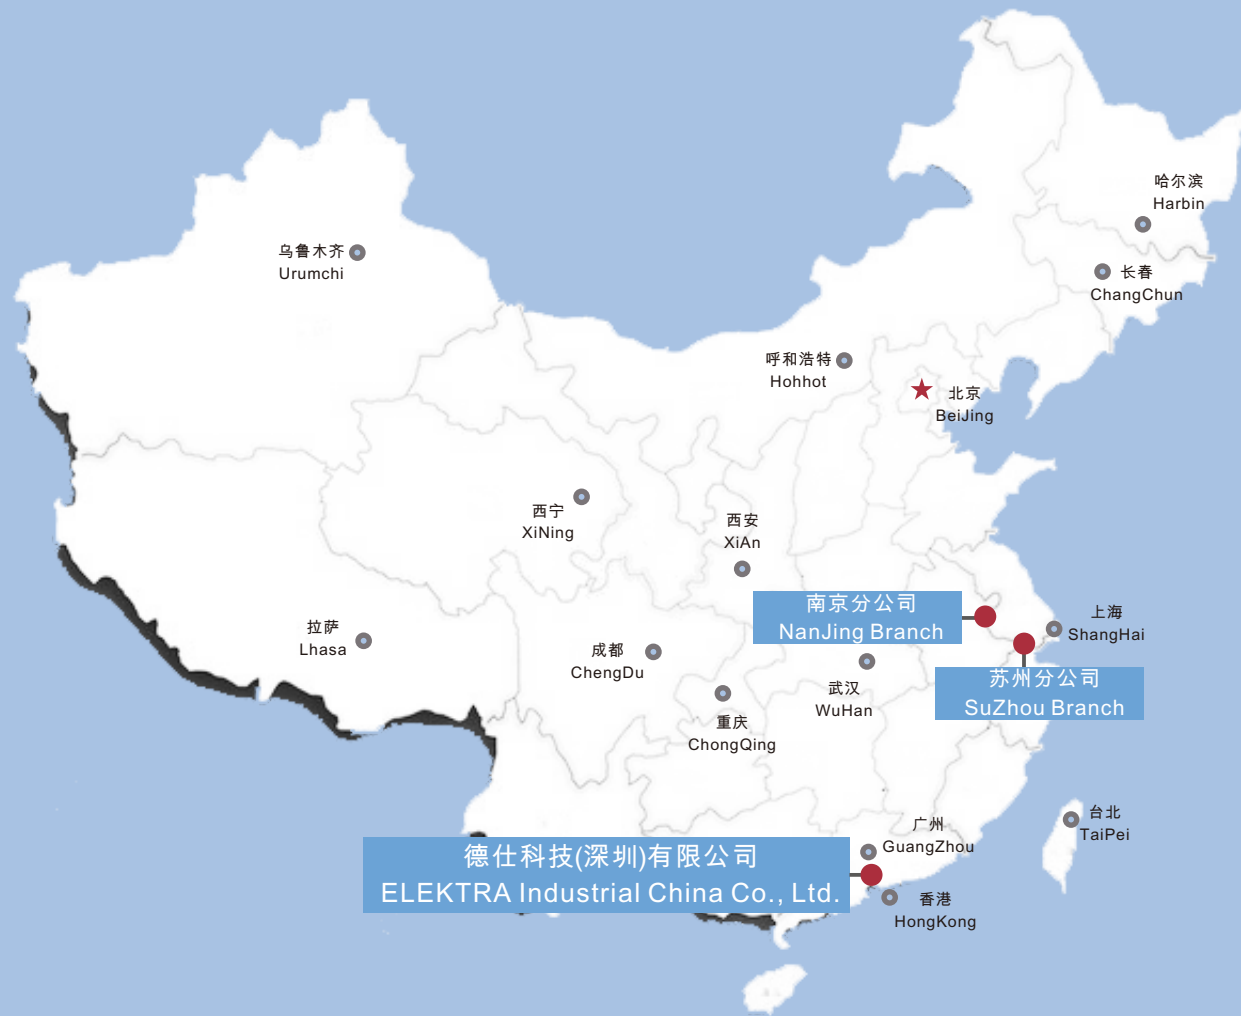 哈尔滨
Harbin
乌鲁木齐
Urumchi
长春
ChangChun
呼和浩特
Hohhot
北京
BeiJing
西宁
XiNing
西安
XiAn
南京分公司
NanJing Branch
上海
ShangHai
拉萨
Lhasa
成都
ChengDu
武汉
WuHan
苏州分公司
SuZhou Branch
重庆
ChongQing
台北
TaiPei
广州
GuangZhou
德仕科技(深圳)有限公司
ELEKTRA Industrial China Co., Ltd.
香港
HongKong